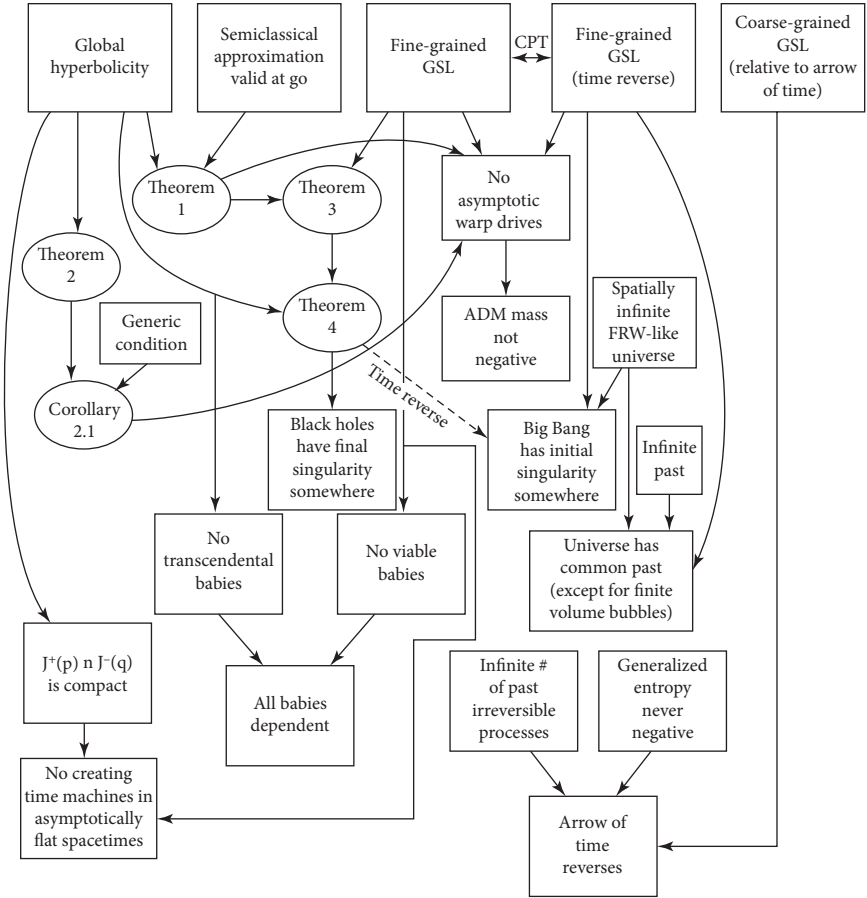 Global
hyperbolicity
Semiclassical
approximation
valid at go
Fine-grained
GSL
CPT
Fine-grained
GSL
(time reverse)
Coarse-grained
GSL
(relative to arrow
of time)
Theorem
1
Theorem
3
No
asymptotic
warp drives
Theorem
2
Theorem
4
Generic
condition
ADM mass
not
negative
Spatially
infinite
FRW-like
universe
Corollary
2.1
Time reverse
Black holes
have final
singularity
somewhere
Big Bang
has initial
singularity
somewhere
Infinite
past
No
transcendental
babies
No viable
babies
Universe has
common past
(except for finite
volume bubbles)
J⁺(p) n J⁻(q)
is compact
All babies
dependent
Infinite #
of past
irreversible
processes
Generalized
entropy
never
negative
No creating
time machines in
asymptotically
flat spacetimes
Arrow of
time
reverses